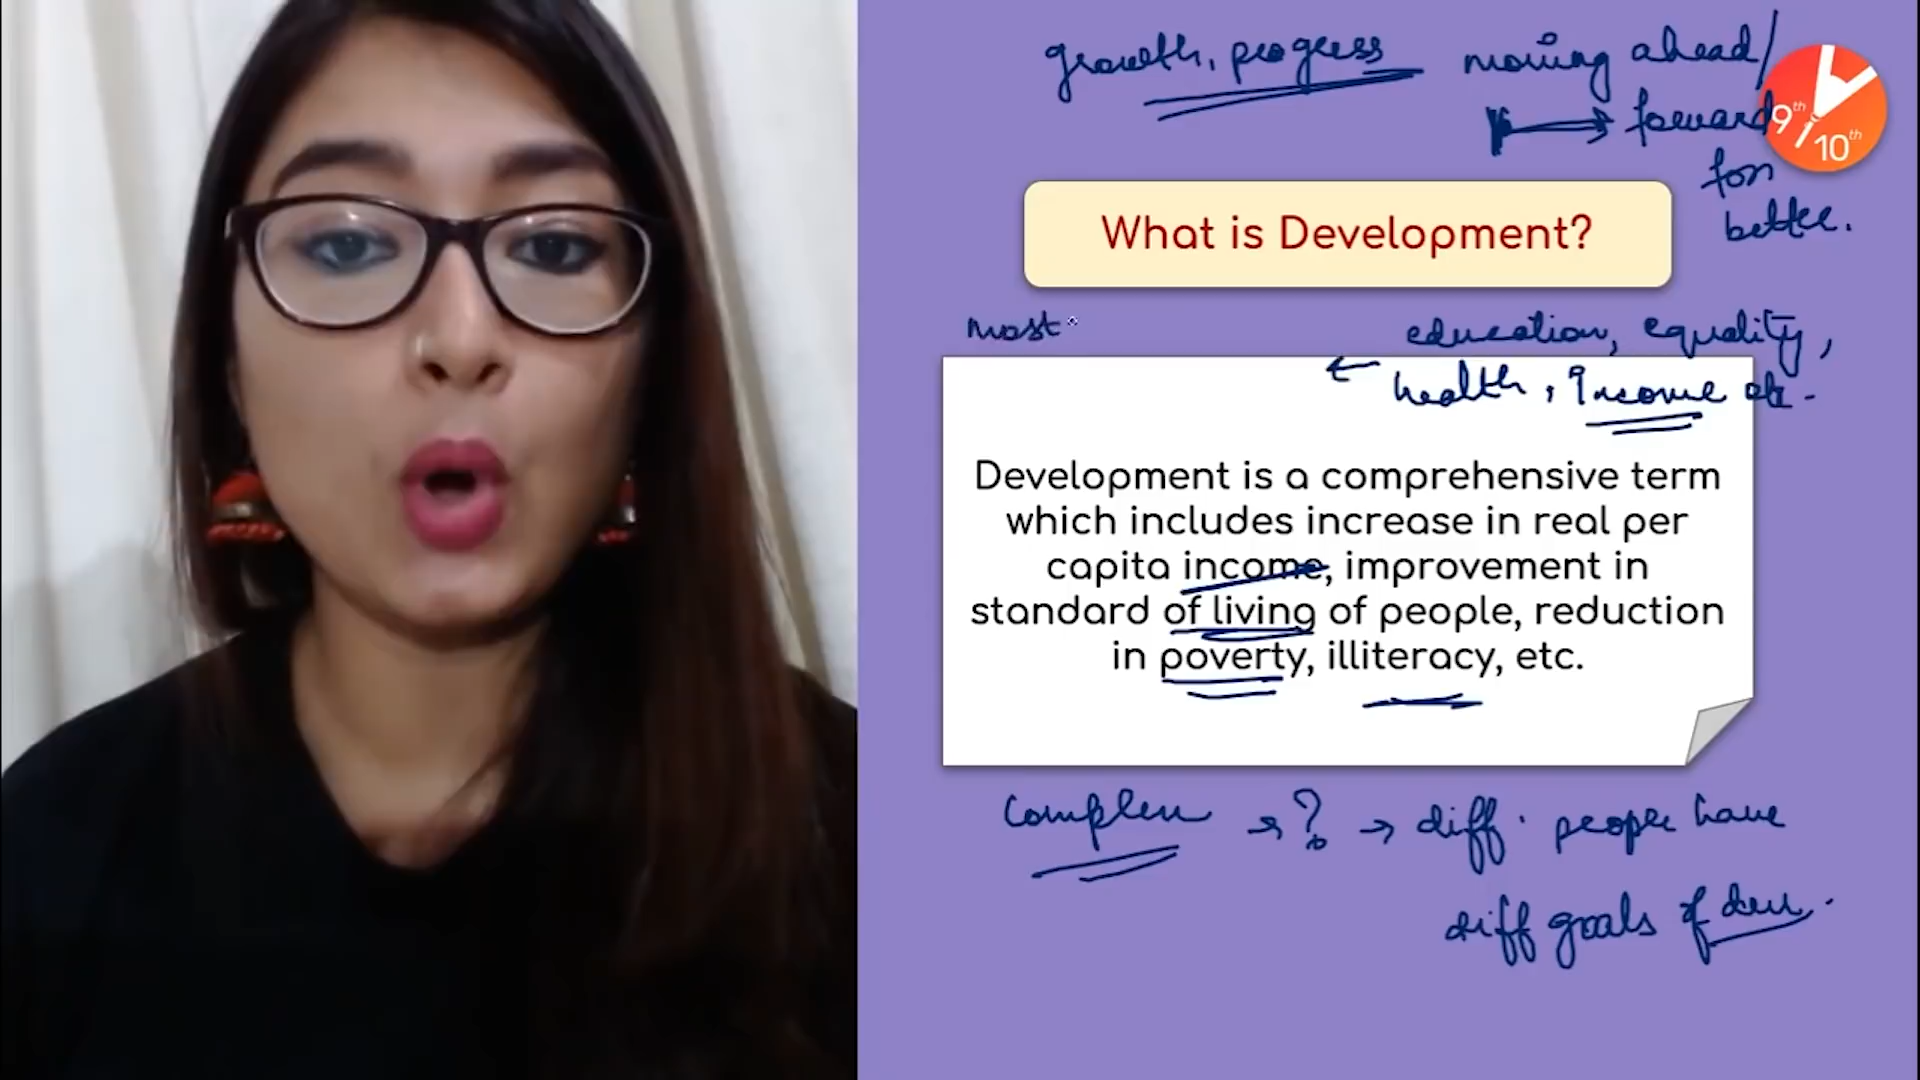 growth, progress moving ahead/
forward
for
better.
9th
10th
What is Development?
most
education, equality,
health, Income etc.
Development is a comprehensive term
which includes increase in real per
capita income, improvement in
standard of living of people, reduction
in poverty, illiteracy, etc.
complex → ? → diff. people have
diff goals of dev.